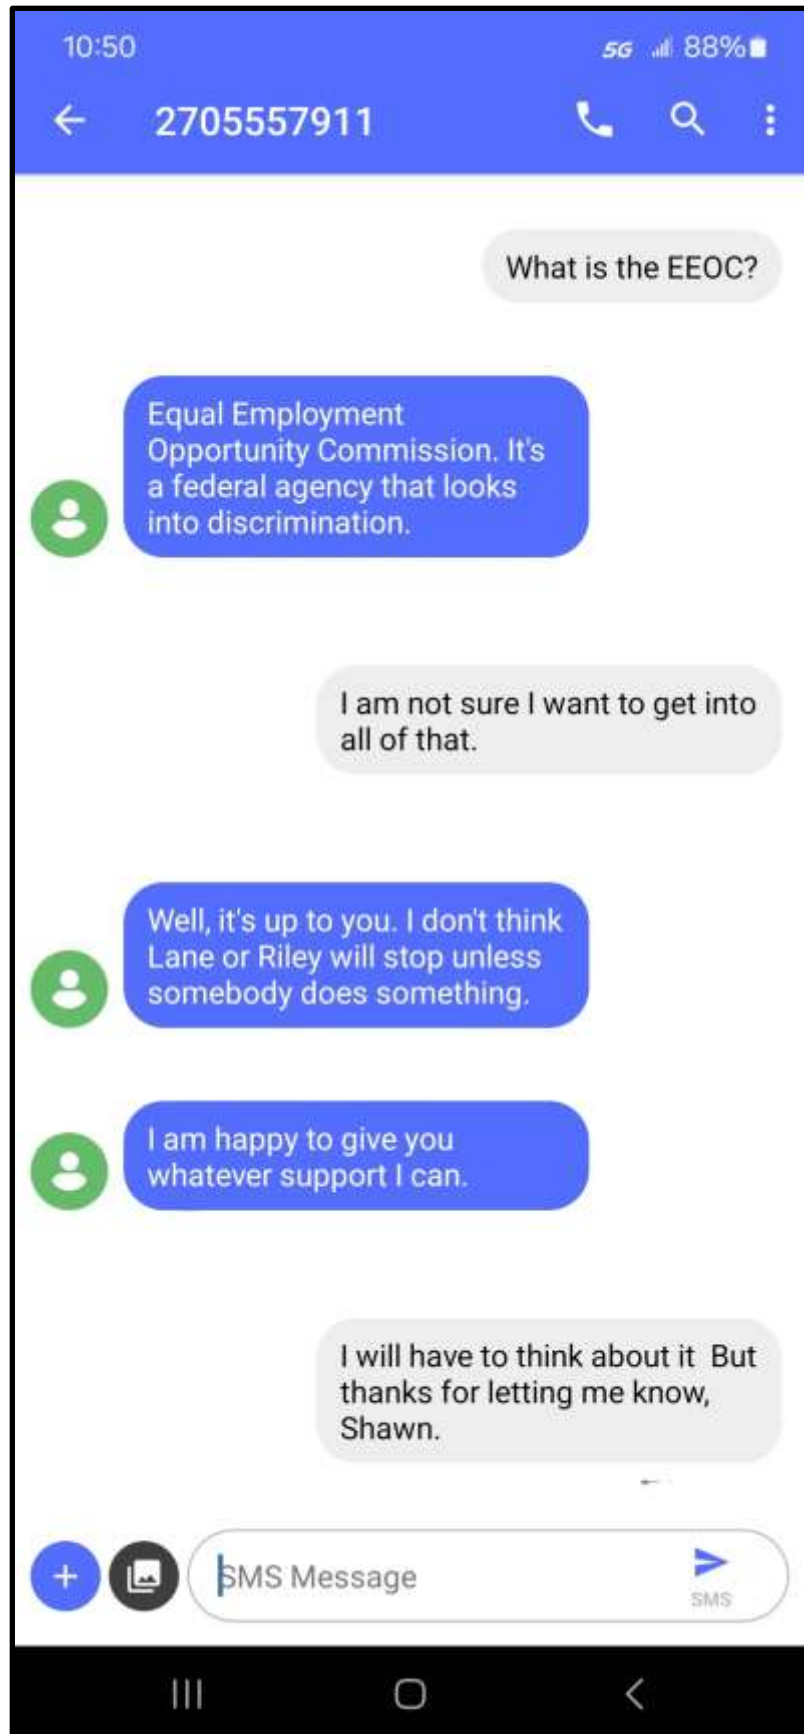 10:50 5G 88%
2705557911
What is the EEOC?
Equal Employment
Opportunity Commission. It's
a federal agency that looks
into discrimination.
I am not sure I want to get into
all of that.
Well, it's up to you. I don't think
Lane or Riley will stop unless
somebody does something.
I am happy to give you
whatever support I can.
I will have to think about it  But
thanks for letting me know,
Shawn.
SMS Message
SMS